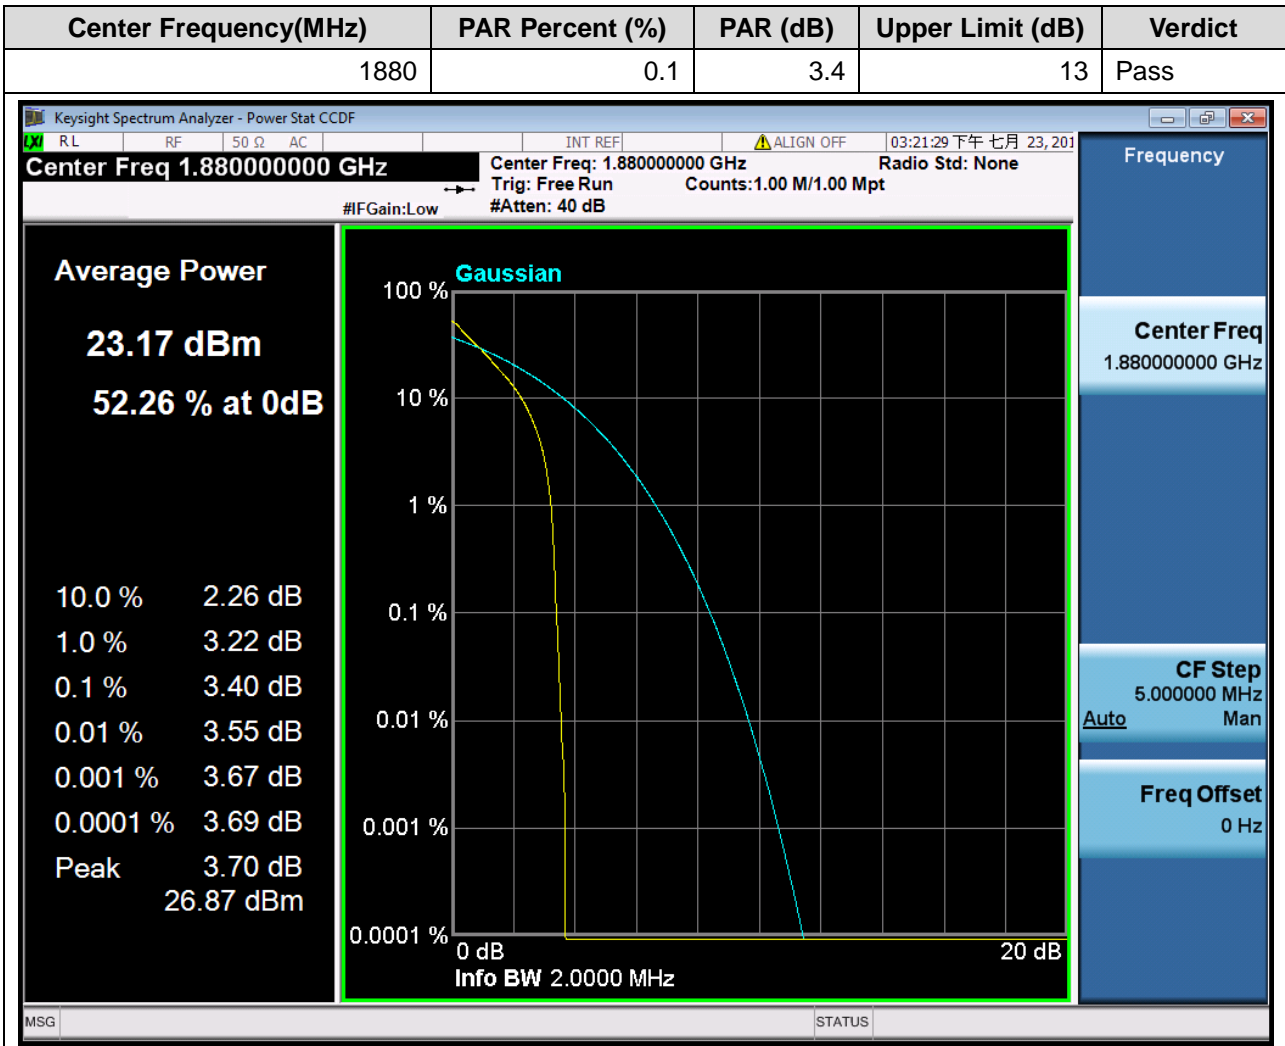 Center Frequency(MHz) PAR Percent (%) PAR (dB) Upper Limit (dB) Verdict
1880 0.1 3.4 13 Pass
Keysight Spectrum Analyzer - Power Stat CCDF
LXI RL RF 50 Ω AC INT REF ALIGN OFF 03:21:29 下午 七月 23, 201
Center Freq 1.880000000 GHz
Center Freq: 1.880000000 GHz Radio Std: None
Trig: Free Run Counts:1.00 M/1.00 Mpt
#IFGain:Low #Atten: 40 dB
Average Power
23.17 dBm
52.26 % at 0dB
10.0 % 2.26 dB
1.0 % 3.22 dB
0.1 % 3.40 dB
0.01 % 3.55 dB
0.001 % 3.67 dB
0.0001 % 3.69 dB
Peak 3.70 dB
26.87 dBm
Gaussian
100 %
10 %
1 %
0.1 %
0.01 %
0.001 %
0.0001 %
0 dB 20 dB
Info BW 2.0000 MHz
Frequency
Center Freq
1.880000000 GHz
CF Step
5.000000 MHz
Auto Man
Freq Offset
0 Hz
MSG STATUS